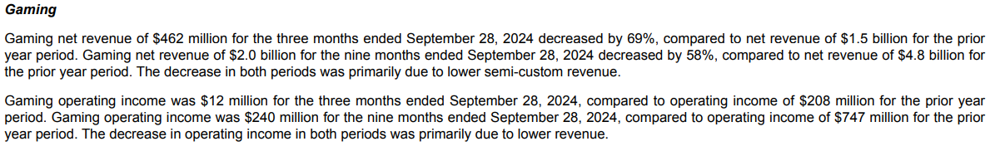 Gaming
Gaming net revenue of $462 million for the three months ended September 28, 2024 decreased by 69%, compared to net revenue of $1.5 billion for the prior
year period. Gaming net revenue of $2.0 billion for the nine months ended September 28, 2024 decreased by 58%, compared to net revenue of $4.8 billion for
the prior year period. The decrease in both periods was primarily due to lower semi-custom revenue.
Gaming operating income was $12 million for the three months ended September 28, 2024, compared to operating income of $208 million for the prior year
period. Gaming operating income was $240 million for the nine months ended September 28, 2024, compared to operating income of $747 million for the prior
year period. The decrease in operating income in both periods was primarily due to lower revenue.